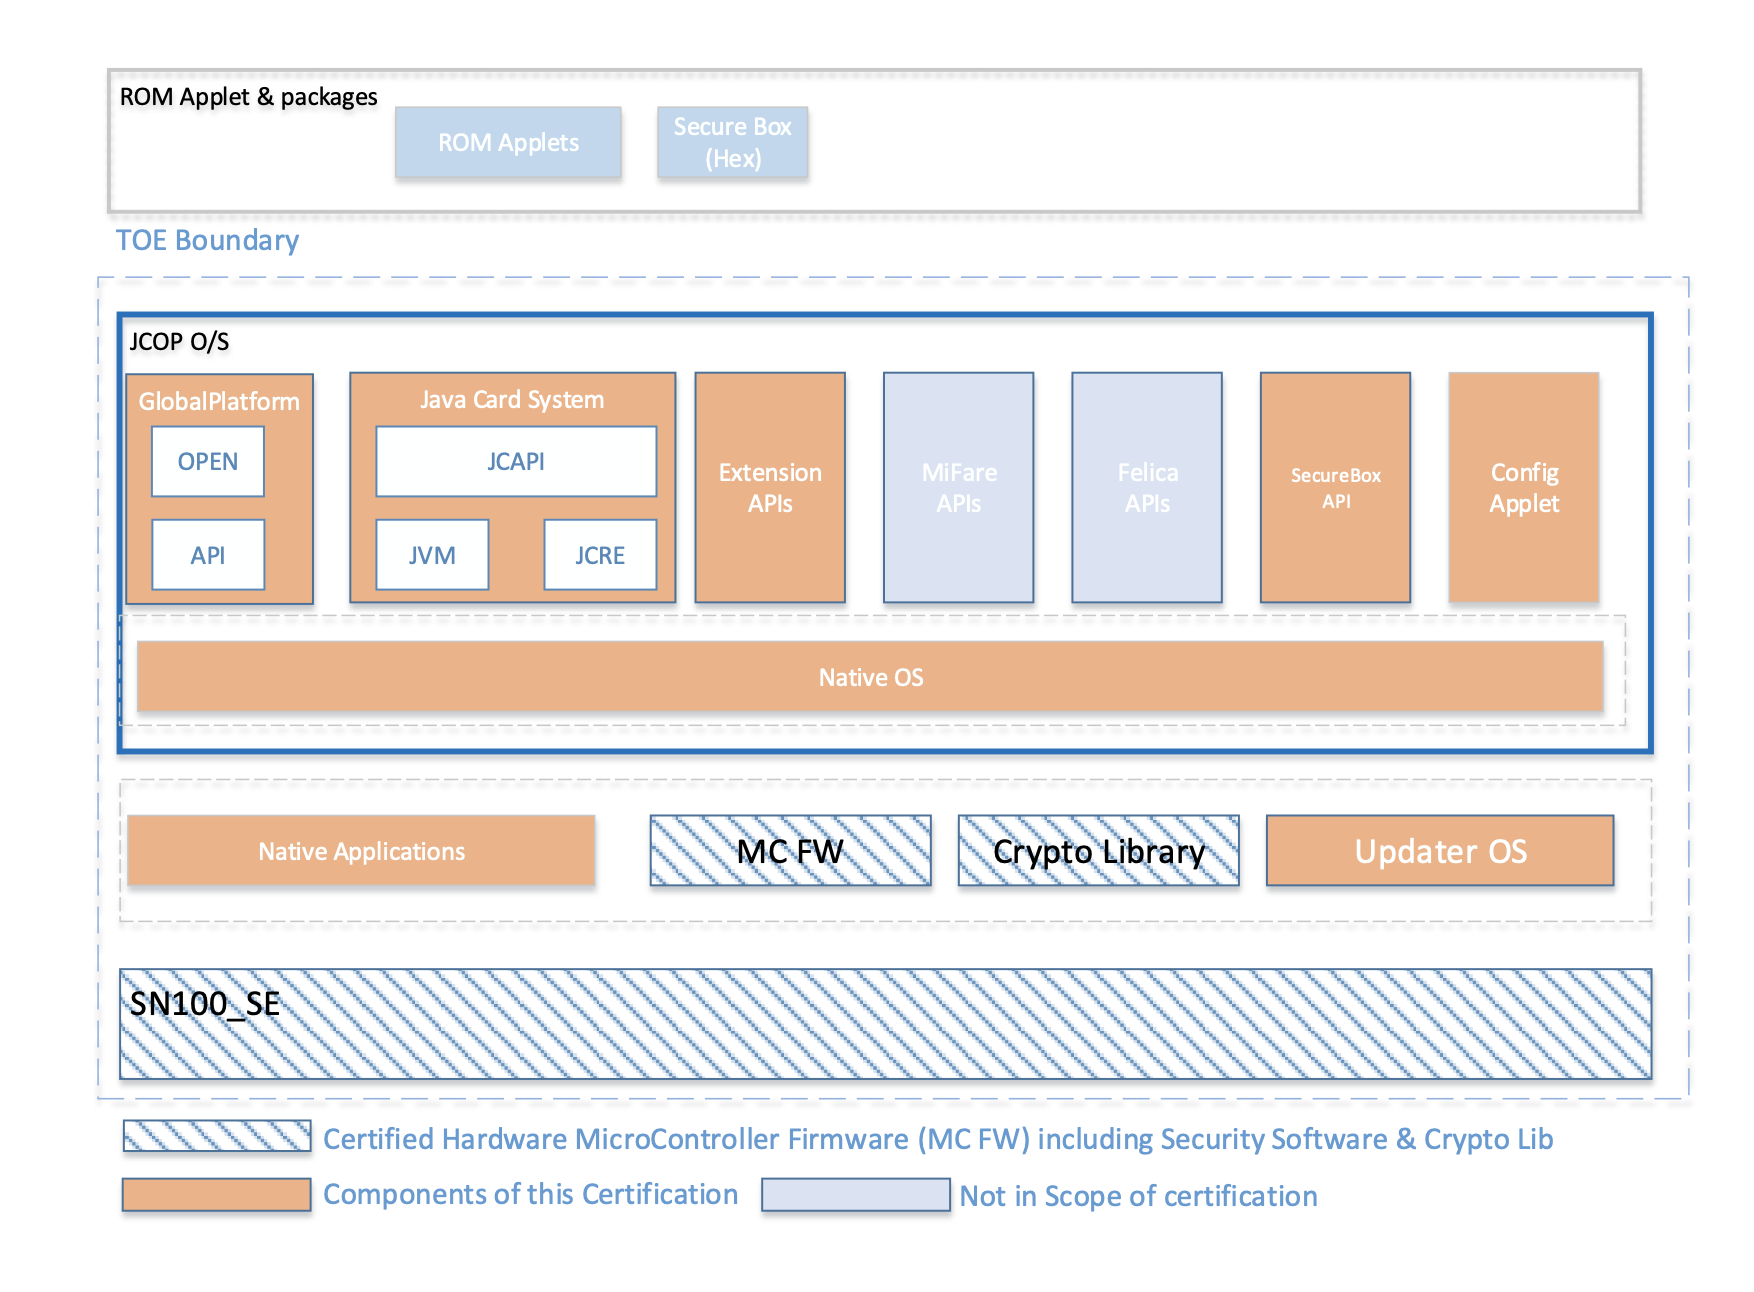 ROM Applet & packages
ROM Applets
Secure Box
(Hex)
TOE Boundary
JCOP O/S
GlobalPlatform
OPEN
API
Java Card System
JCAPI
JVM
JCRE
Extension
APIs
MiFare
APIs
Felica
APIs
SecureBox
API
Config
Applet
Native OS
Native Applications
MC FW
Crypto Library
Updater OS
SN100_SE
Certified Hardware MicroController Firmware (MC FW) including Security Software & Crypto Lib
Components of this Certification
Not in Scope of certification